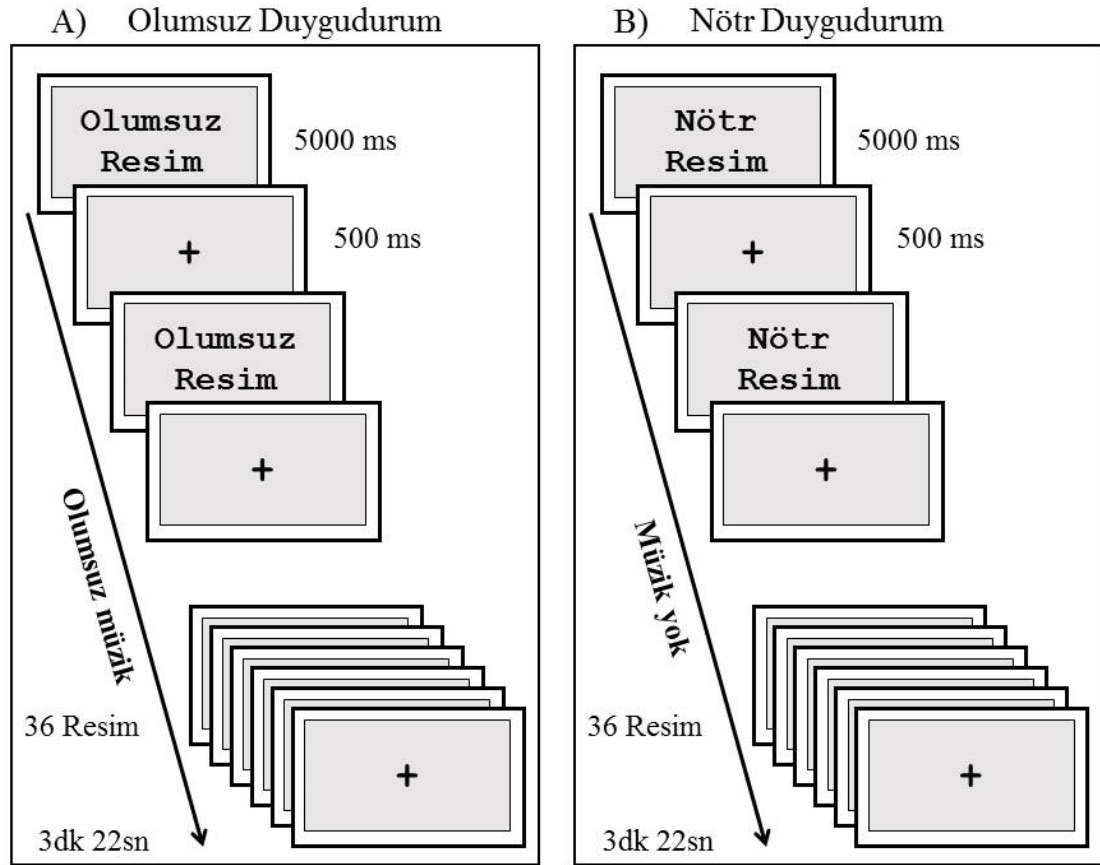 A) Olumsuz Duygudurum
Olumsuz
Resim
5000 ms
+
500 ms
Olumsuz
Resim
+
Olumsuz müzik
36 Resim
+
3dk 22sn
B) Nötr Duygudurum
Nötr
Resim
5000 ms
+
500 ms
Nötr
Resim
+
Müzik yok
36 Resim
+
3dk 22sn